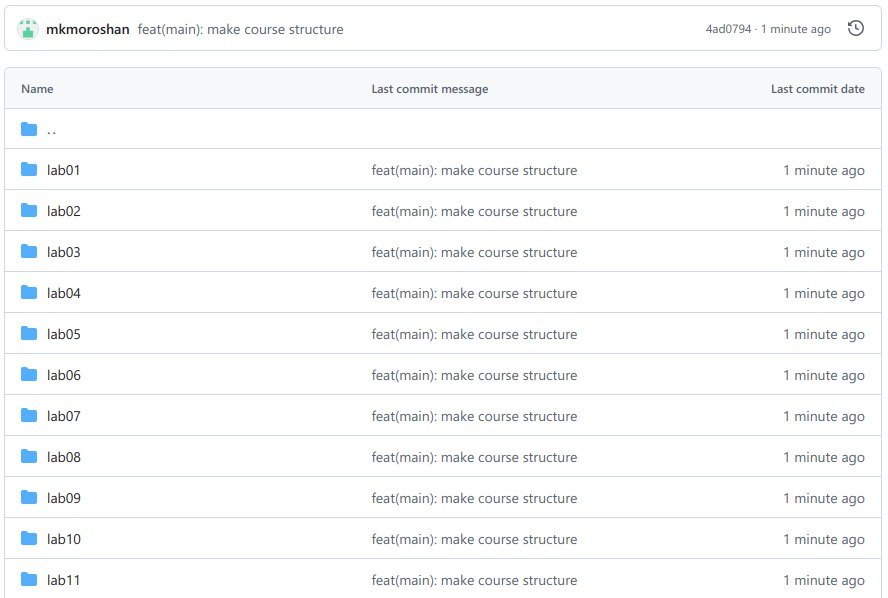 mkmoroshan feat(main): make course structure 4ad0794 · 1 minute ago
Name Last commit message Last commit date
..
lab01 feat(main): make course structure 1 minute ago
lab02 feat(main): make course structure 1 minute ago
lab03 feat(main): make course structure 1 minute ago
lab04 feat(main): make course structure 1 minute ago
lab05 feat(main): make course structure 1 minute ago
lab06 feat(main): make course structure 1 minute ago
lab07 feat(main): make course structure 1 minute ago
lab08 feat(main): make course structure 1 minute ago
lab09 feat(main): make course structure 1 minute ago
lab10 feat(main): make course structure 1 minute ago
lab11 feat(main): make course structure 1 minute ago